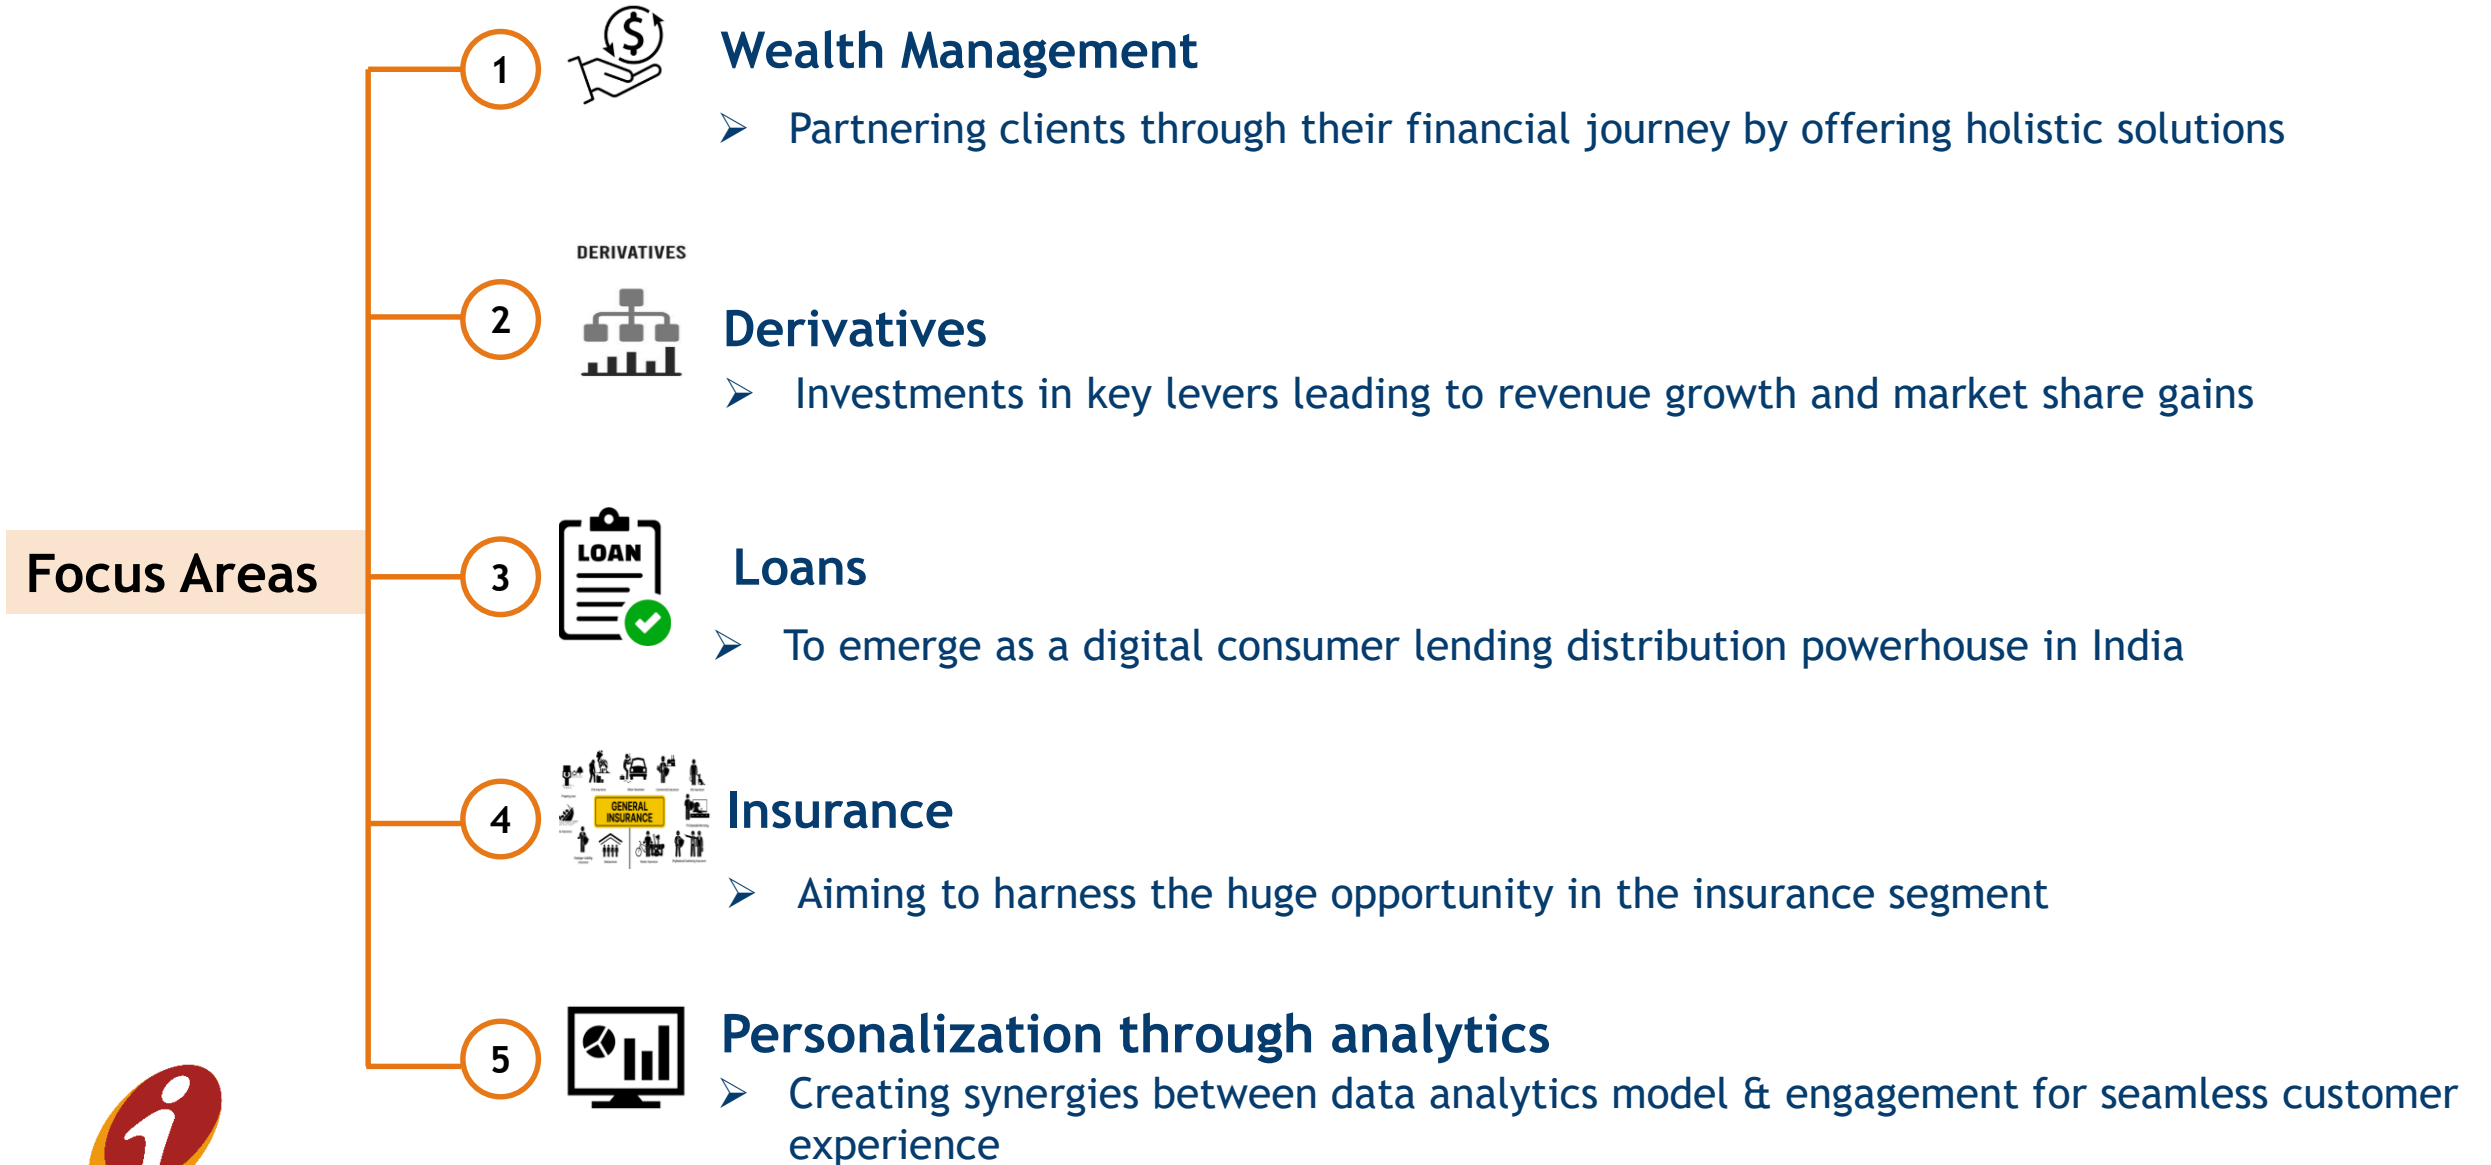 Focus Areas
1
Wealth Management
➢ Partnering clients through their financial journey by offering holistic solutions
2
DERIVATIVES
Derivatives
➢ Investments in key levers leading to revenue growth and market share gains
3
LOAN
Loans
➢ To emerge as a digital consumer lending distribution powerhouse in India
4
GENERAL
INSURANCE
Insurance
➢ Aiming to harness the huge opportunity in the insurance segment
5
Personalization through analytics
➢ Creating synergies between data analytics model & engagement for seamless customer
experience